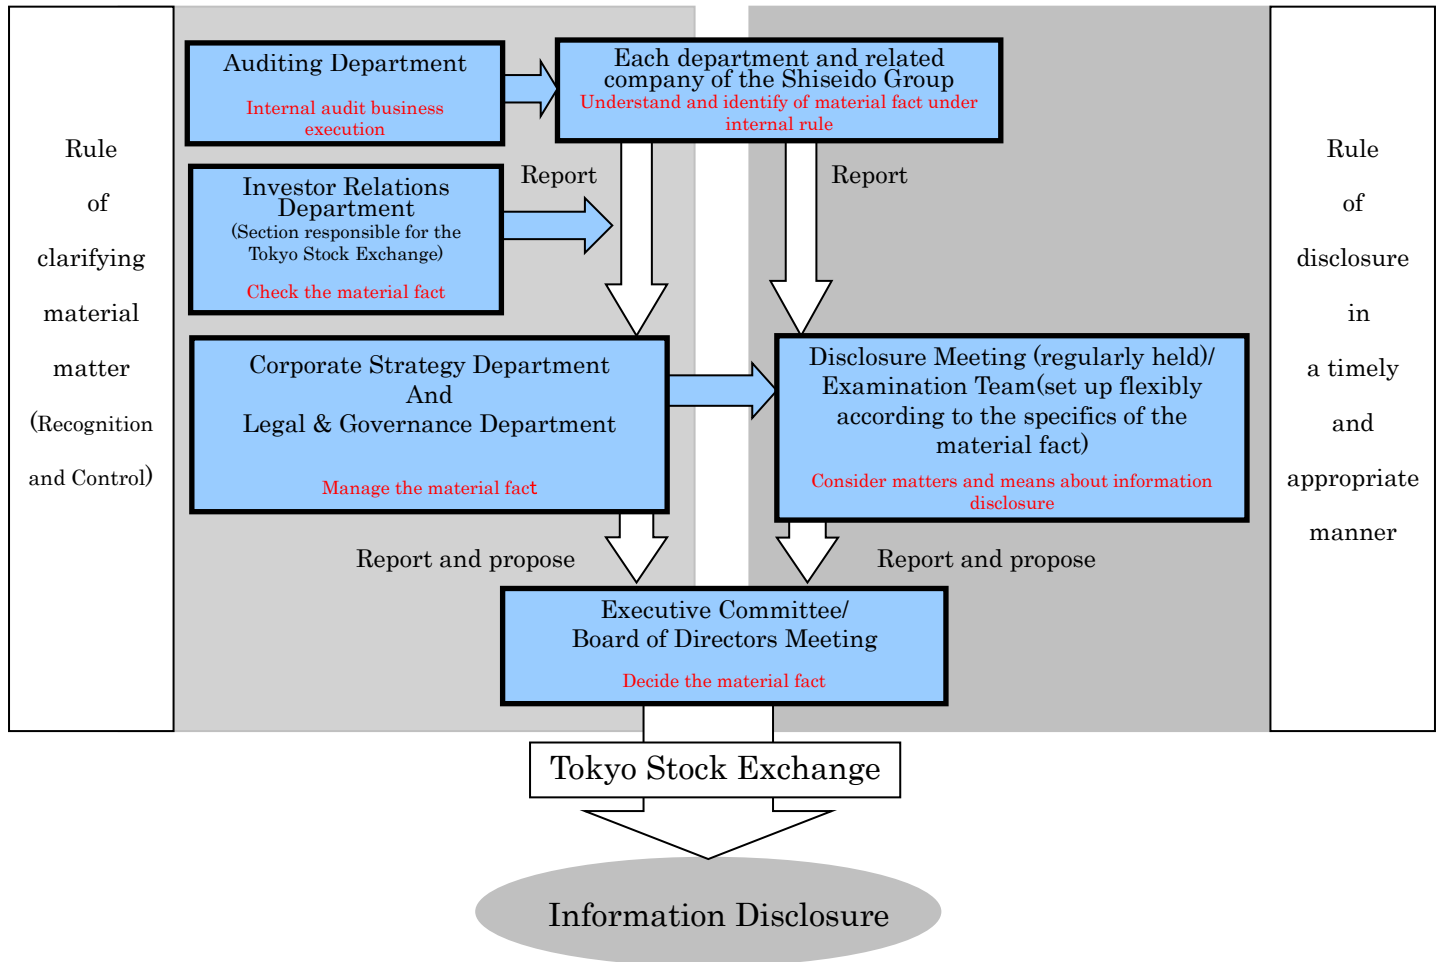 Rule
of
clarifying
material
matter
(Recognition
and Control)
Auditing Department
Internal audit business
execution
Each department and related
company of the Shiseido Group
Understand and identify of material fact under
internal rule
Report
Report
Investor Relations
Department
(Section responsible for the
Tokyo Stock Exchange)
Check the material fact
Corporate Strategy Department
And
Legal & Governance Department
Manage the material fact
Disclosure Meeting (regularly held)/
Examination Team(set up flexibly
according to the specifics of the
material fact)
Consider matters and means about information
disclosure
Report and propose
Report and propose
Executive Committee/
Board of Directors Meeting
Decide the material fact
Rule
of
disclosure
in
a timely
and
appropriate
manner
Tokyo Stock Exchange
Information Disclosure